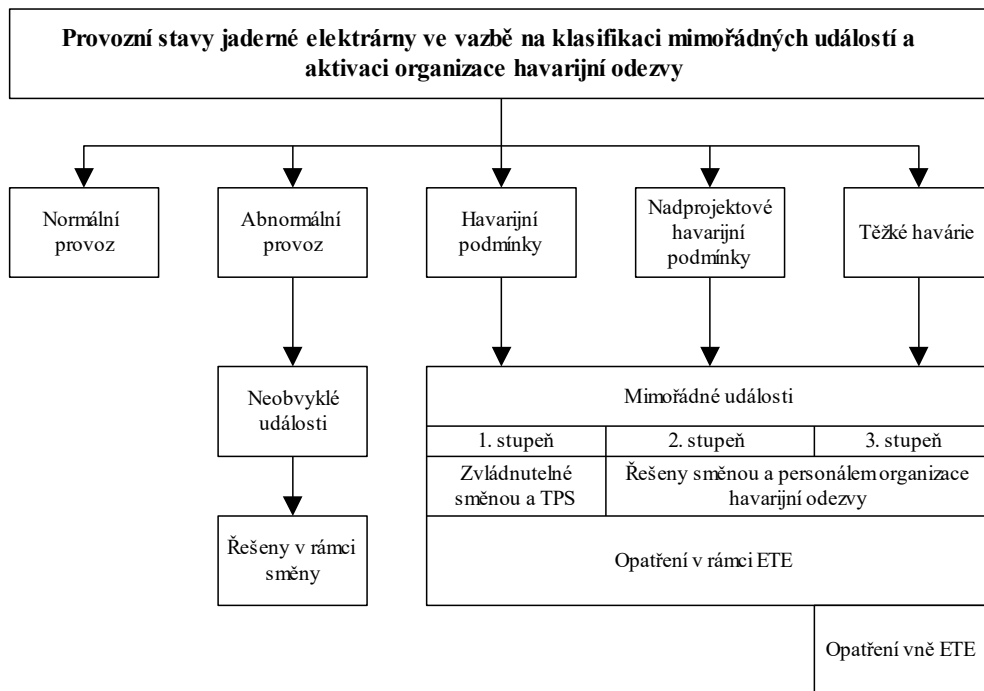 Provozní stavy jaderné elektrárny ve vazbě na klasifikaci mimořádných událostí a
aktivaci organizace havarijní odezvy
Normální
provoz
Abnormální
provoz
Havarijní
podmínky
Nadprojektové
havarijní
podmínky
Těžké havárie
Neobvyklé
události
Mimořádné události
1. stupeň
2. stupeň
3. stupeň
Zvládnutelné
směnou a TPS
Řešeny směnou a personálem organizace
havarijní odezvy
Řešeny v rámci
směny
Opatření v rámci ETE
Opatření vně ETE